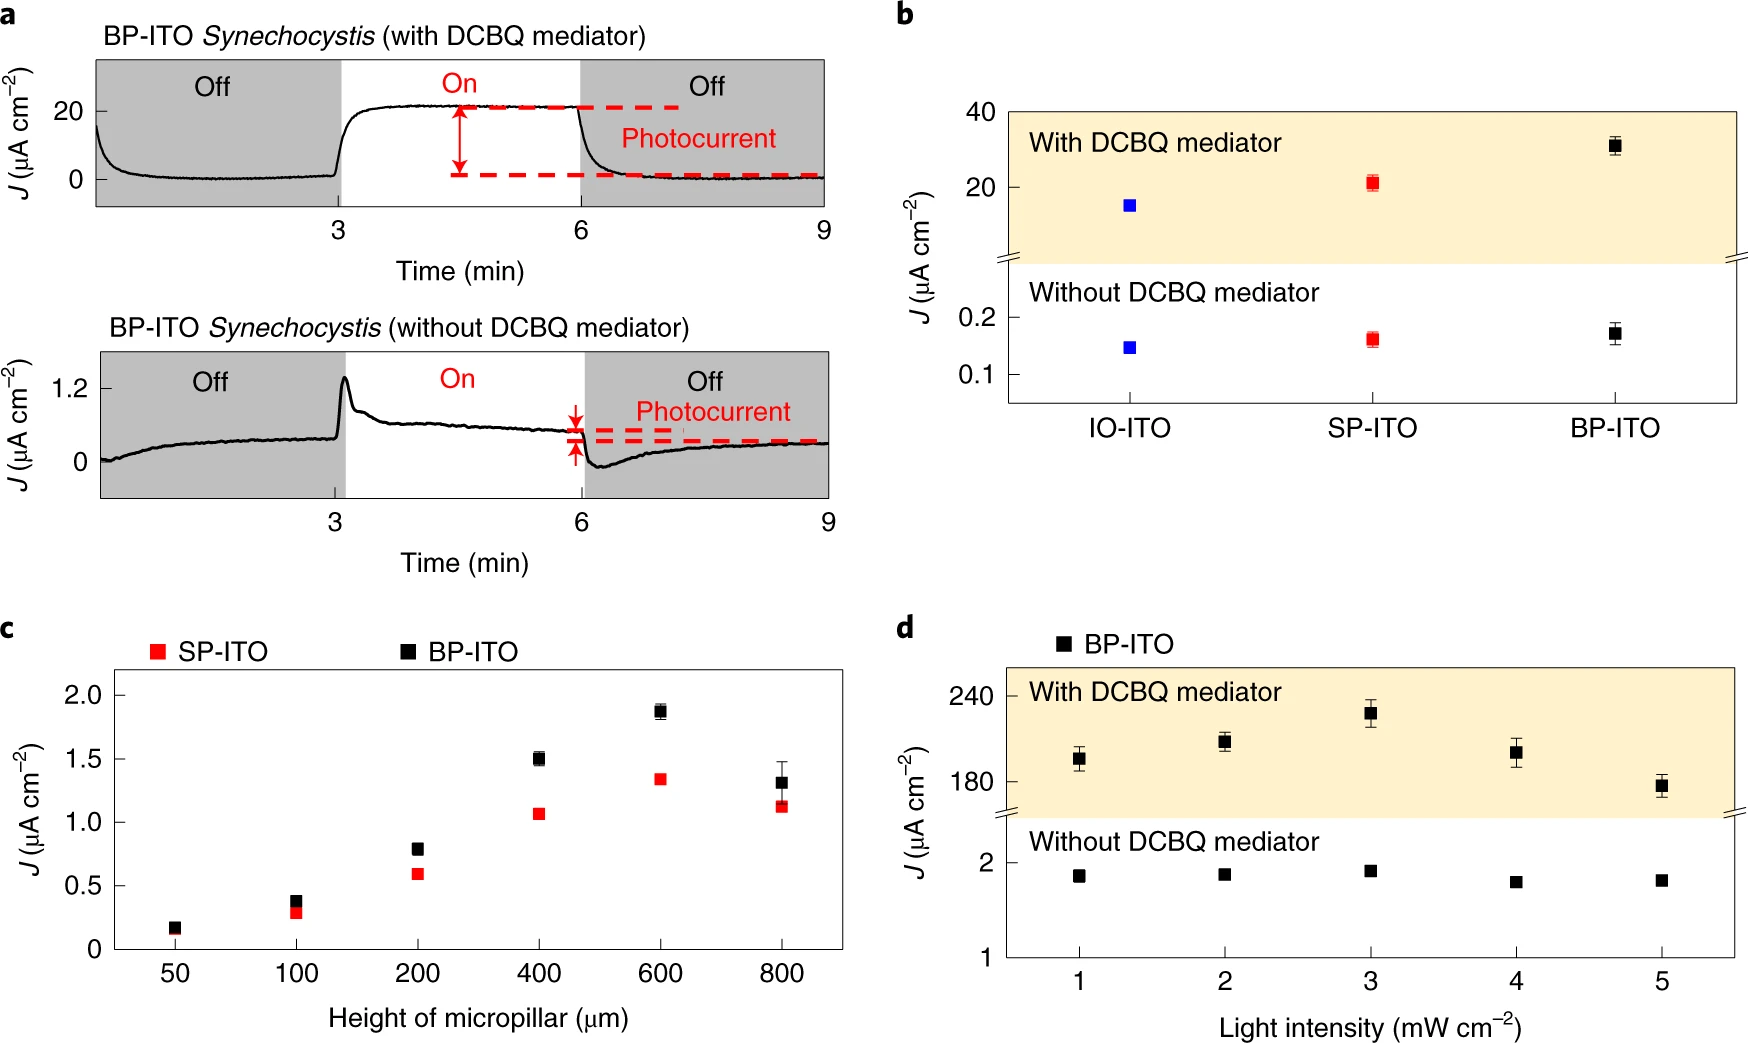 a
BP-ITO Synechocystis (with DCBQ mediator)
Off
On
Off
Photocurrent
J (μA cm−2)
20
0
3
6
9
Time (min)
BP-ITO Synechocystis (without DCBQ mediator)
Off
On
Off
Photocurrent
J (μA cm−2)
1.2
0
3
6
9
Time (min)
b
With DCBQ mediator
Without DCBQ mediator
J (μA cm−2)
40
20
0.2
0.1
IO-ITO
SP-ITO
BP-ITO
c
SP-ITO
BP-ITO
J (μA cm−2)
2.0
1.5
1.0
0.5
0
50
100
200
400
600
800
Height of micropillar (μm)
d
BP-ITO
With DCBQ mediator
Without DCBQ mediator
J (μA cm−2)
240
180
2
1
1
2
3
4
5
Light intensity (mW cm−2)